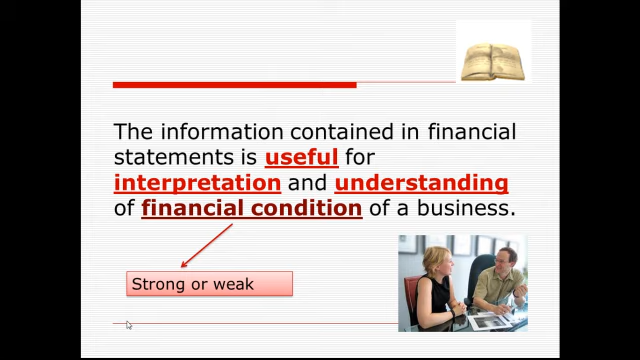 The information contained in financial
statements is useful for
interpretation and understanding
of financial condition of a business.
Strong or weak